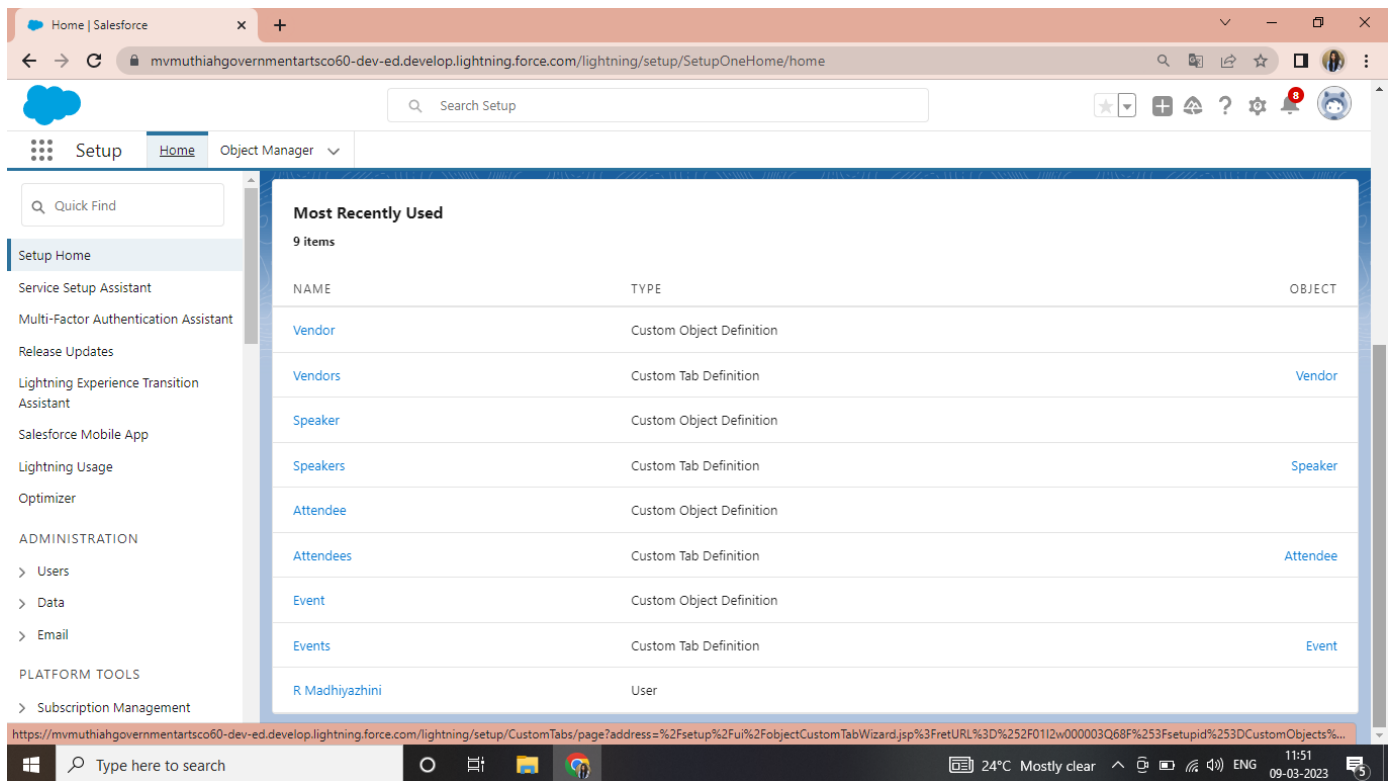 Home | Salesforce
mvmuthiahgovernmentartsco60-dev-ed.develop.lightning.force.com/lightning/setup/SetupOneHome/home
Search Setup
8
Setup
Home
Object Manager
Quick Find
Setup Home
Service Setup Assistant
Multi-Factor Authentication Assistant
Release Updates
Lightning Experience Transition
Assistant
Salesforce Mobile App
Lightning Usage
Optimizer
ADMINISTRATION
Users
Data
Email
PLATFORM TOOLS
Subscription Management
Most Recently Used
9 items
NAME TYPE OBJECT
Vendor Custom Object Definition
Vendors Custom Tab Definition Vendor
Speaker Custom Object Definition
Speakers Custom Tab Definition Speaker
Attendee Custom Object Definition
Attendees Custom Tab Definition Attendee
Event Custom Object Definition
Events Custom Tab Definition Event
R Madhiyazhini User
https://mvmuthiahgovernmentartsco60-dev-ed.develop.lightning.force.com/lightning/setup/CustomTabs/page?address=%2Fsetup%2Fui%2FobjectCustomTabWizard.jsp%3FretURL%3D%252F01I2w000003Q68F%253Fsetupid%253DCustomObjects%...
Type here to search
24°C Mostly clear
ENG
11:51
09-03-2023
5